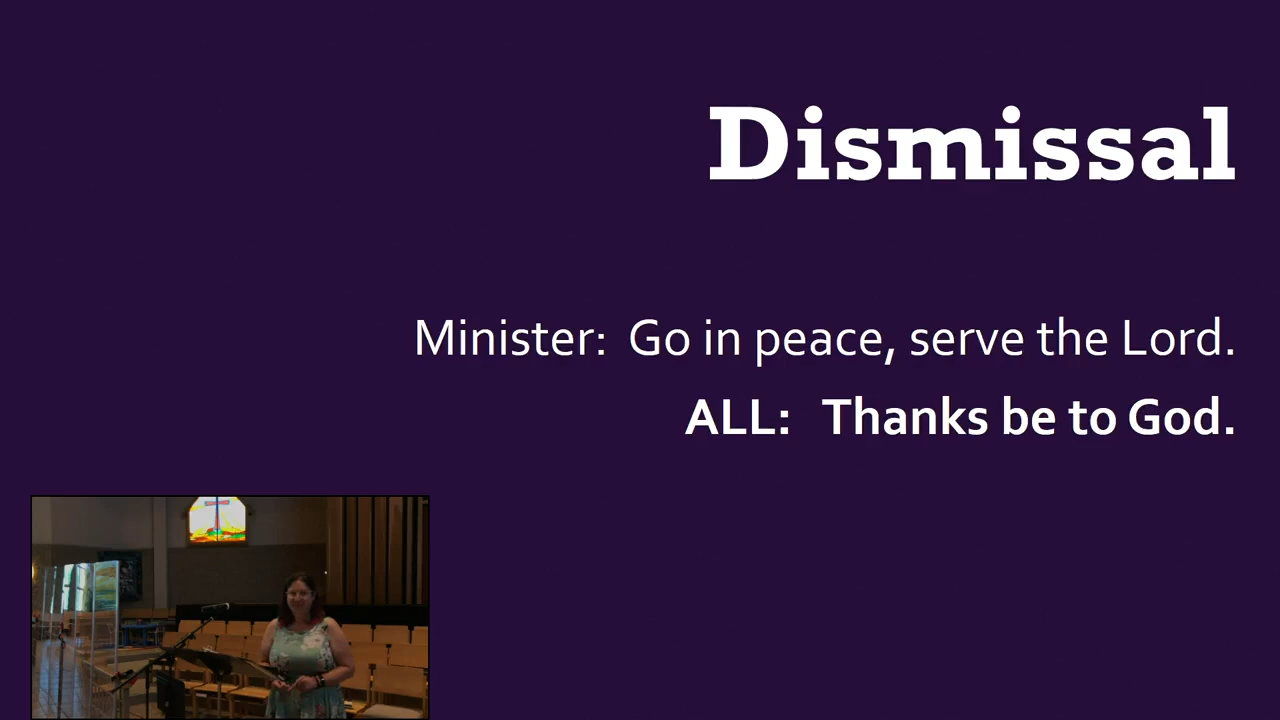 Dismissal
Minister:  Go in peace, serve the Lord.
ALL:   Thanks be to God.